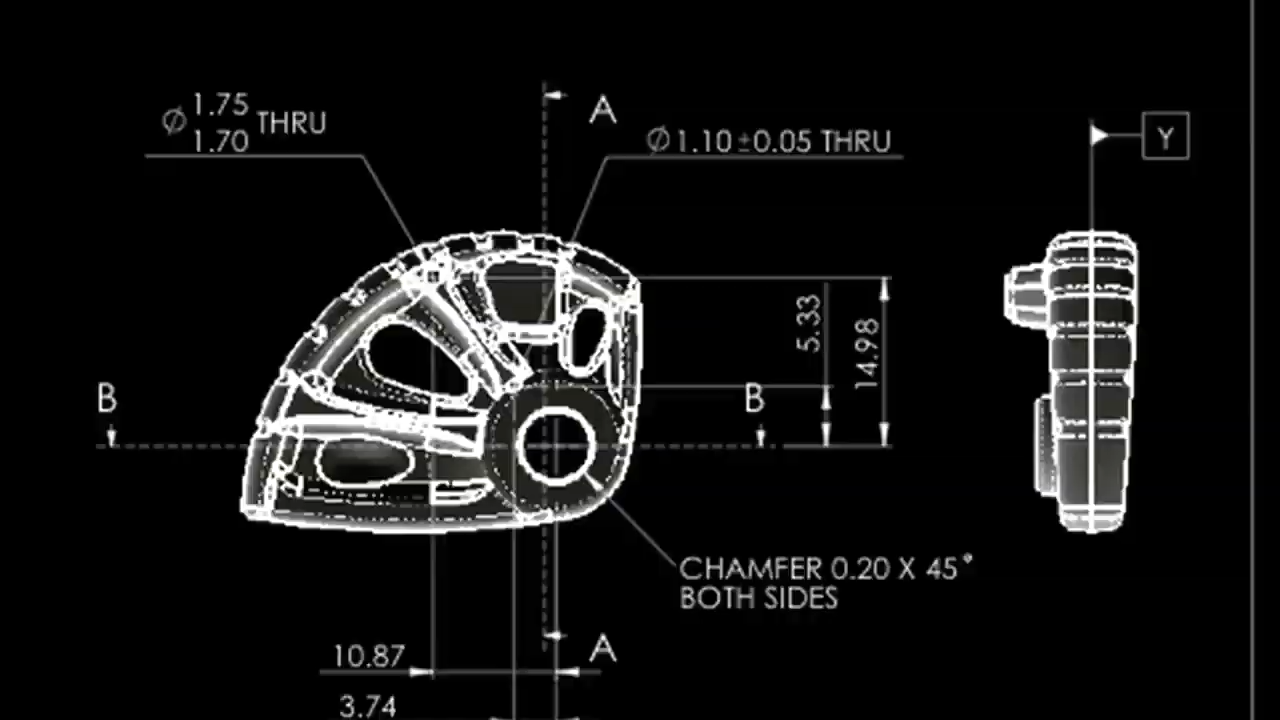 A
∅ 1.75 THRU
1.70
∅1.10±0.05 THRU
Y
5.33
14.98
B
B
CHAMFER 0.20 X 45°
BOTH SIDES
A
10.87
3.74